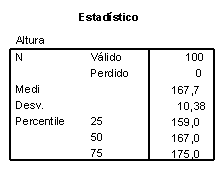 Estadístico
Altura
N Válido 100
Perdido 0
Medi 167,7
Desv. 10,38
Percentile 25 159,0
50 167,0
75 175,0